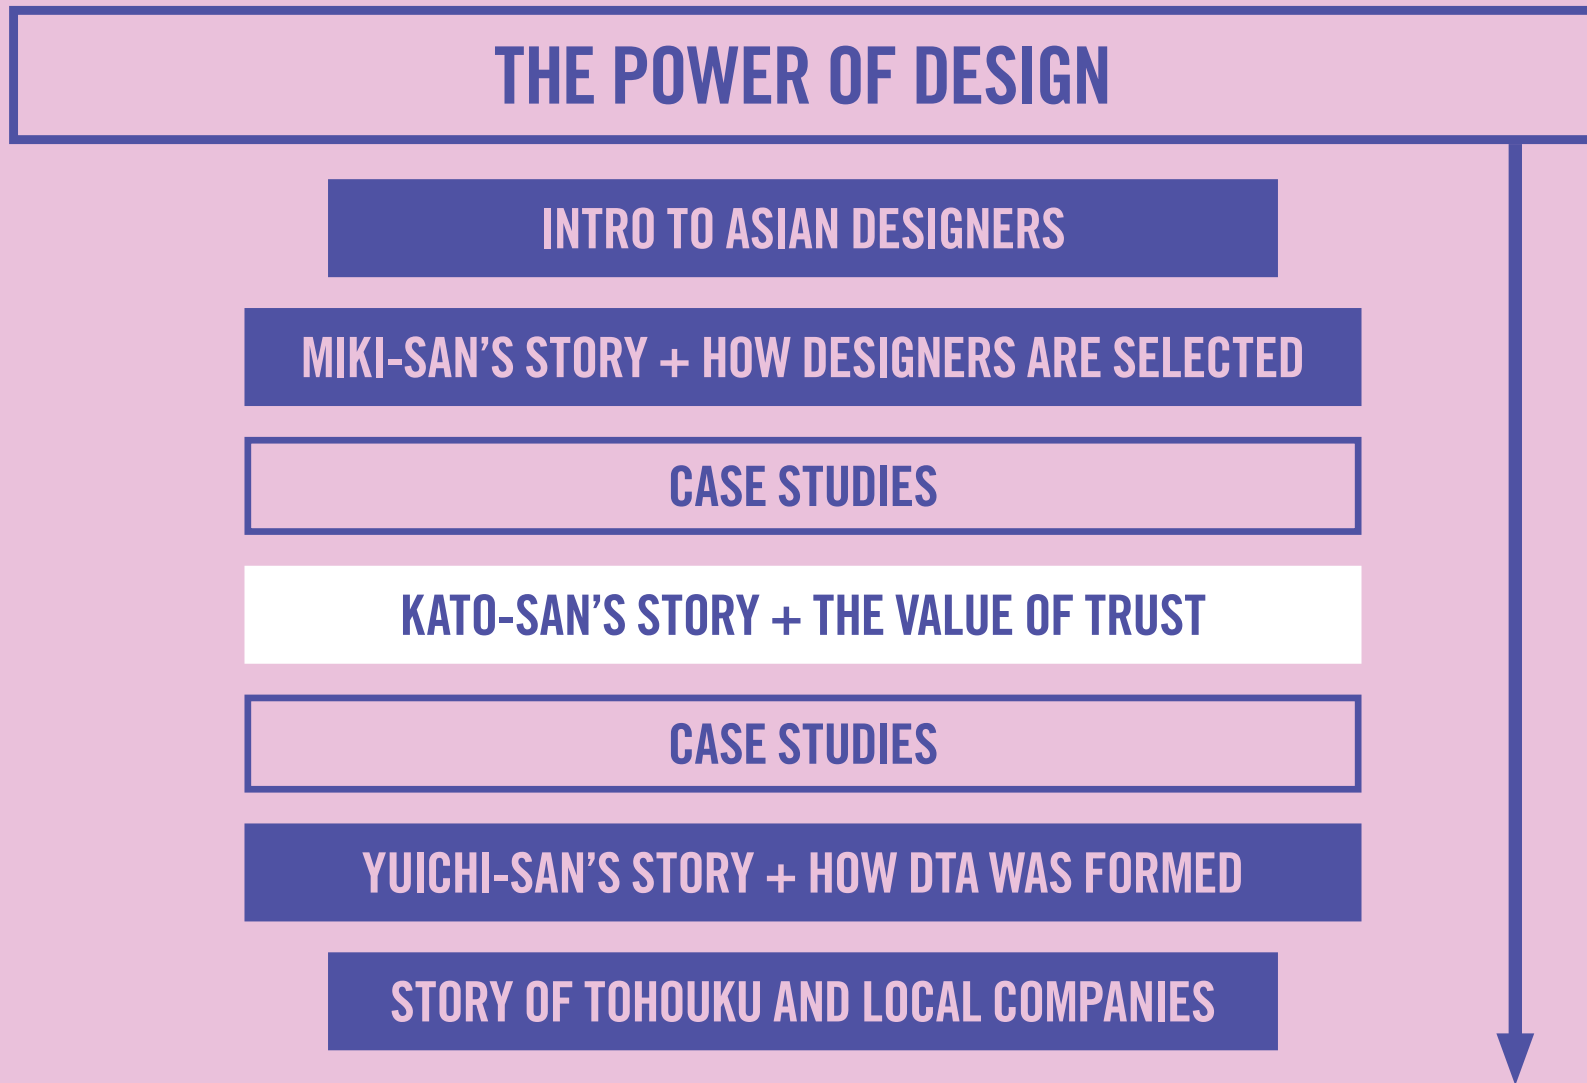 THE POWER OF DESIGN
INTRO TO ASIAN DESIGNERS
MIKI-SAN'S STORY + HOW DESIGNERS ARE SELECTED
CASE STUDIES
KATO-SAN'S STORY + THE VALUE OF TRUST
CASE STUDIES
YUICHI-SAN'S STORY + HOW DTA WAS FORMED
STORY OF TOHOUKU AND LOCAL COMPANIES